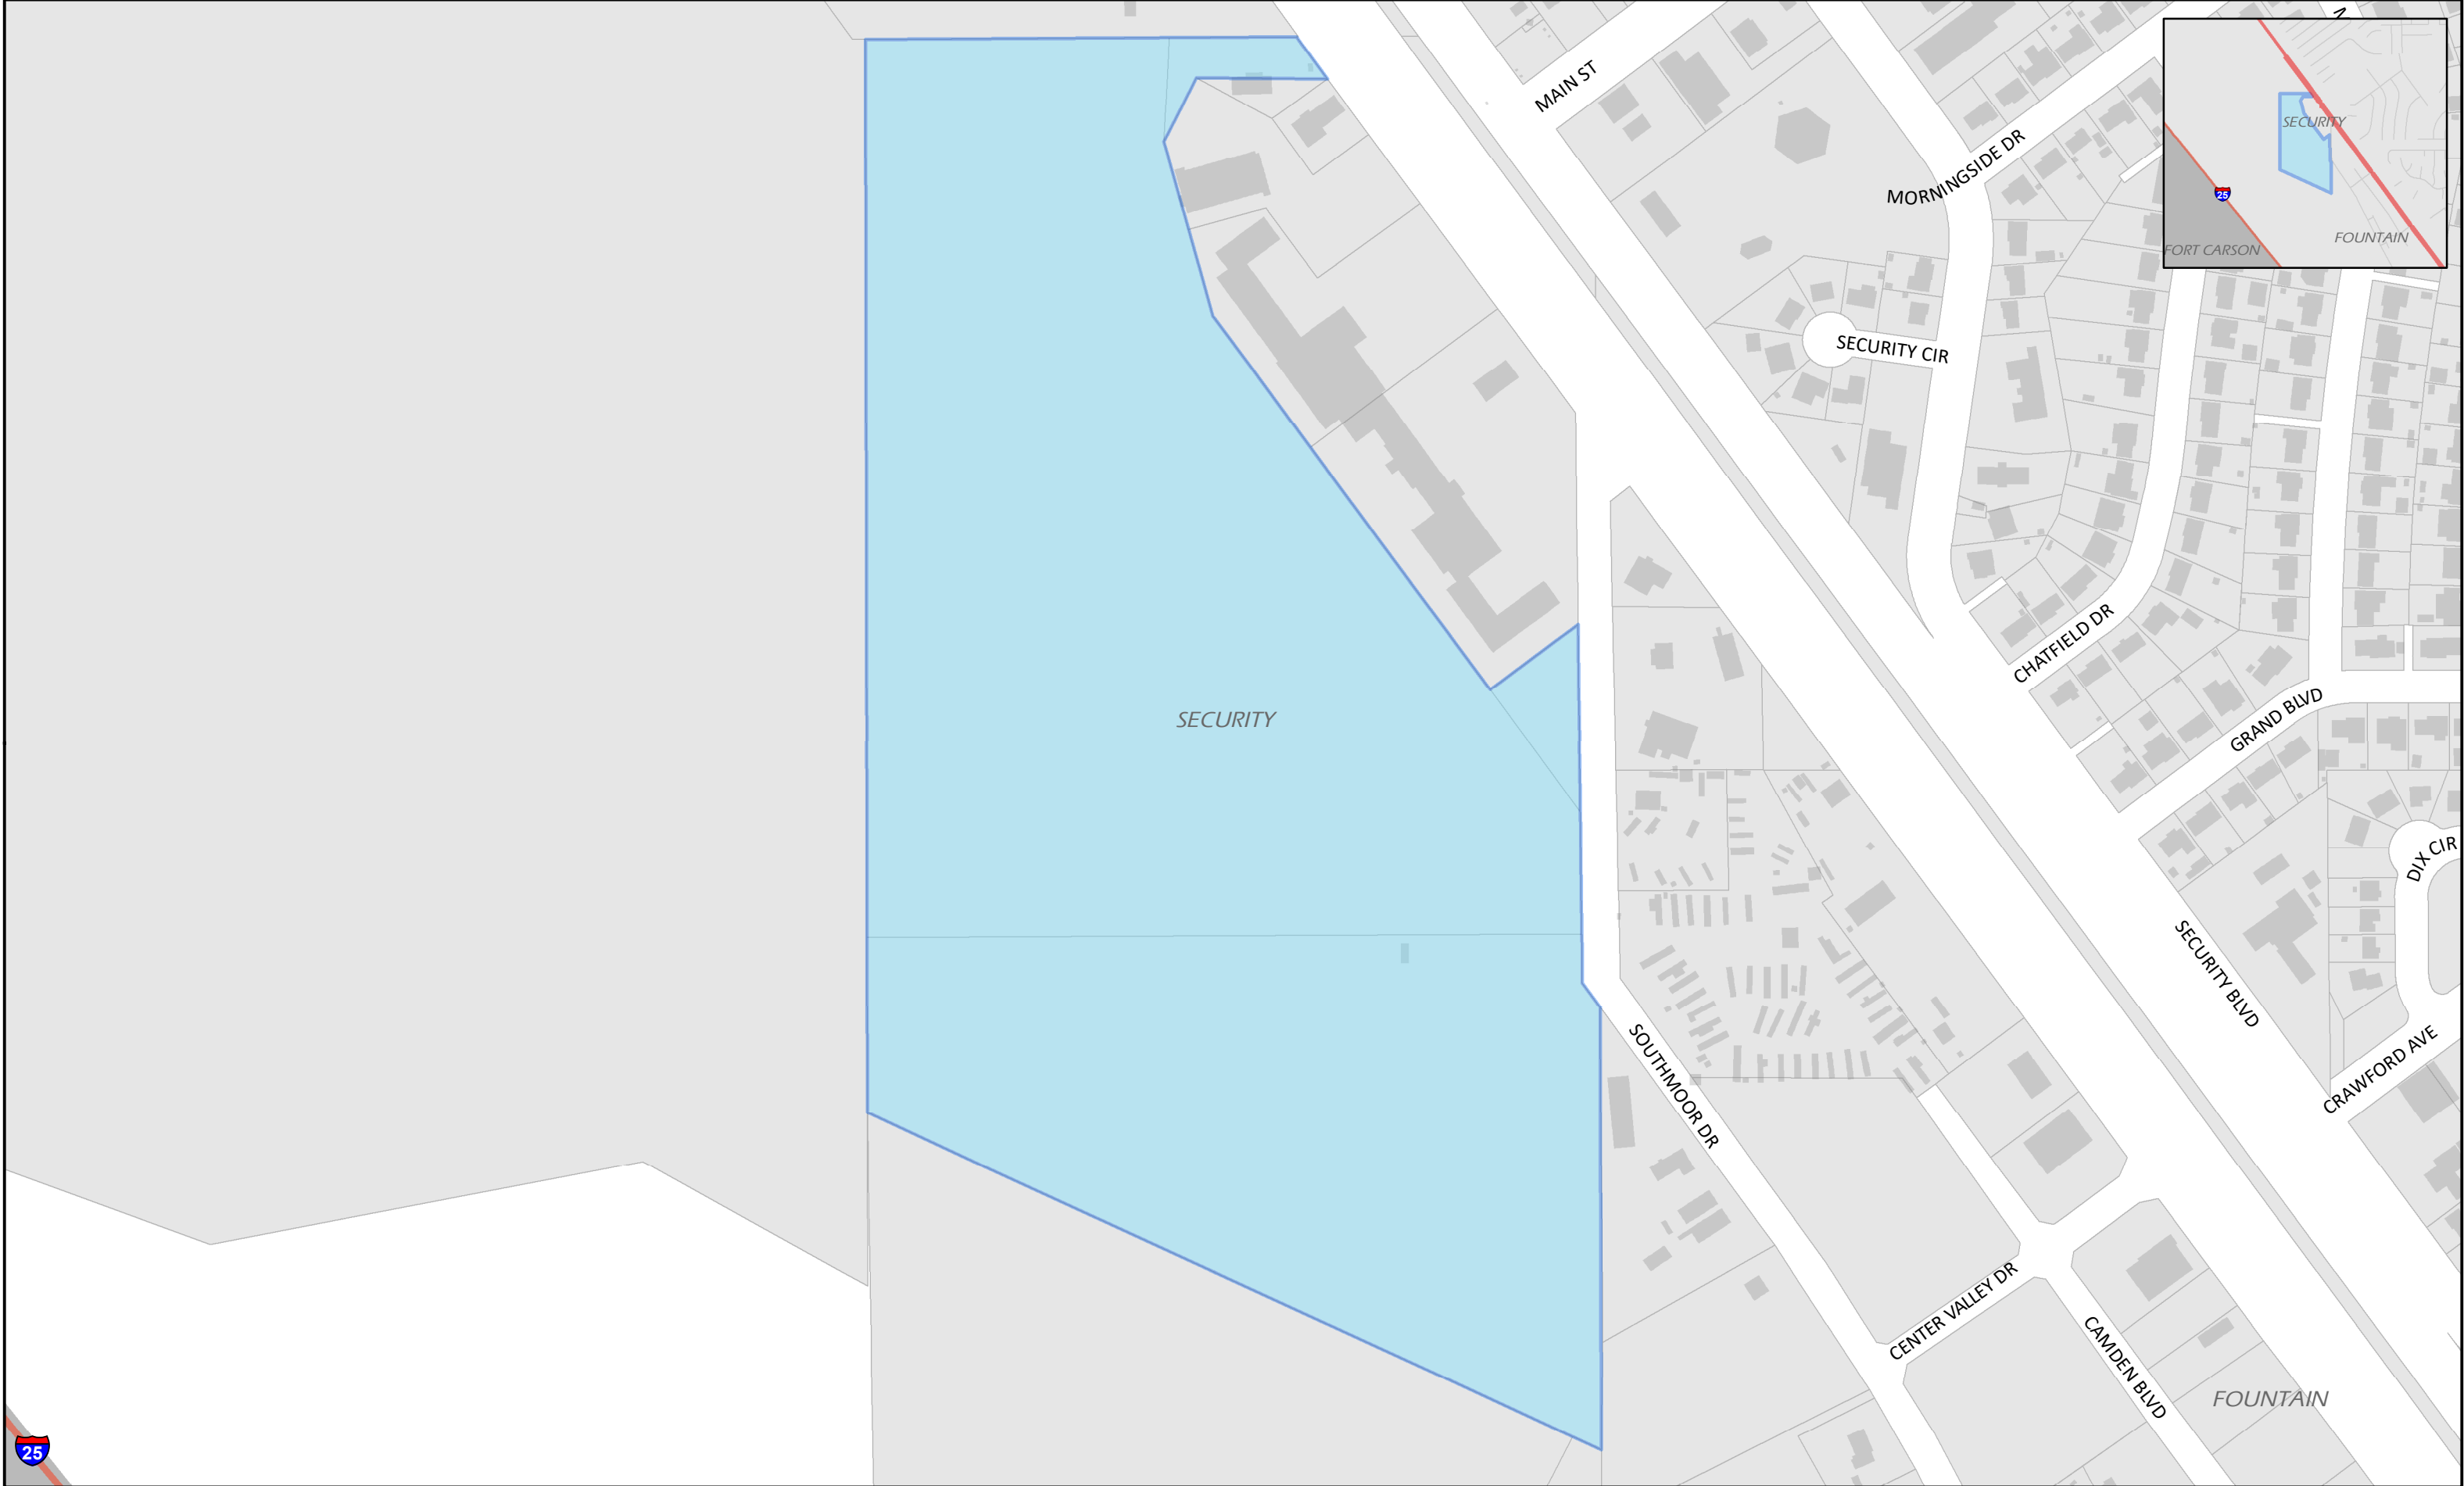 N
MAIN ST
MORNINGSIDE DR
SECURITY
25
FORT CARSON
FOUNTAIN
SECURITY CIR
CHATFIELD DR
GRAND BLVD
SECURITY
DIX CIR
SECURITY BLVD
CRAWFORD AVE
SOUTHMOOR DR
CENTER VALLEY DR
CAMDEN BLVD
FOUNTAIN
25